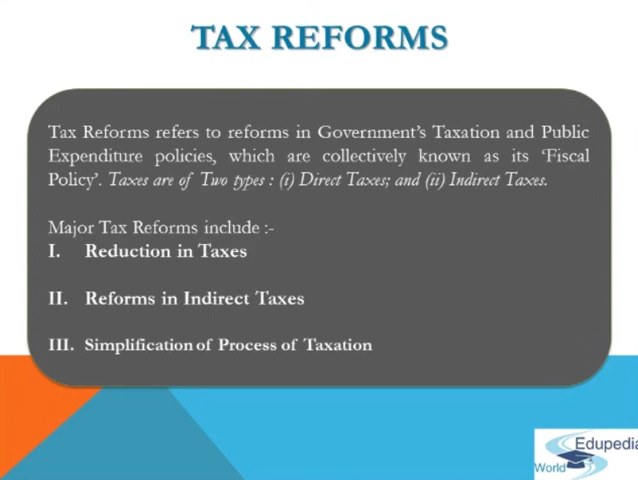 TAX REFORMS
Tax Reforms refers to reforms in Government's Taxation and Public
Expenditure policies, which are collectively known as its 'Fiscal
Policy'. Taxes are of Two types : (i) Direct Taxes; and (ii) Indirect Taxes.
Major Tax Reforms include :-
I. Reduction in Taxes
II. Reforms in Indirect Taxes
III. Simplification of Process of Taxation
Edupedia
World